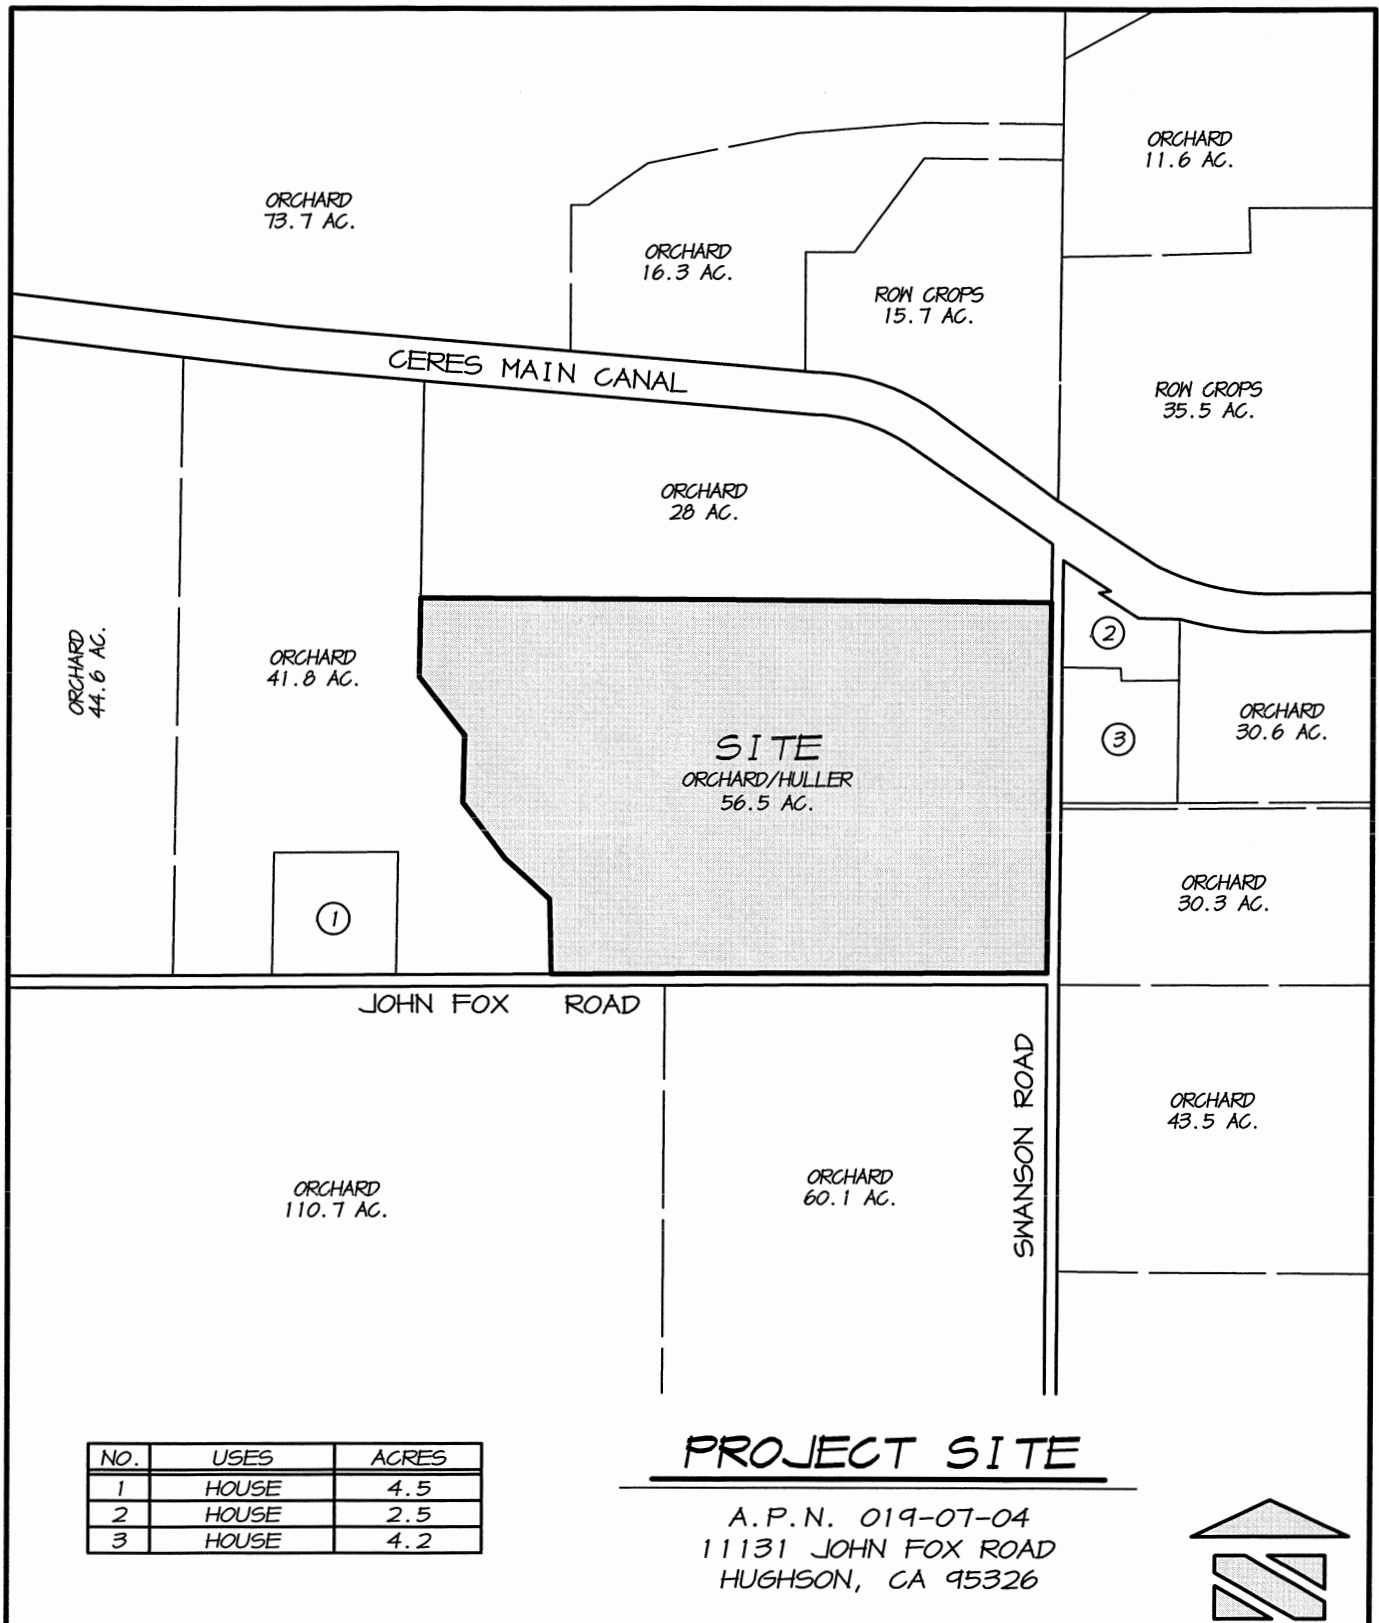 ORCHARD
11.6 AC.
ORCHARD
73.7 AC.
ORCHARD
16.3 AC.
ROW CROPS
15.7 AC.
CERES MAIN CANAL
ROW CROPS
35.5 AC.
ORCHARD
28 AC.
ORCHARD
44.6 AC.
ORCHARD
41.8 AC.
2
SITE
ORCHARD/HULLER
56.5 AC.
3
ORCHARD
30.6 AC.
1
ORCHARD
30.3 AC.
JOHN FOX ROAD
SWANSON ROAD
ORCHARD
43.5 AC.
ORCHARD
110.7 AC.
ORCHARD
60.1 AC.
NO. USES ACRES
1 HOUSE 4.5
2 HOUSE 2.5
3 HOUSE 4.2
PROJECT SITE
A.P.N. 019-07-04
11131 JOHN FOX ROAD
HUGHSON, CA 95326
N